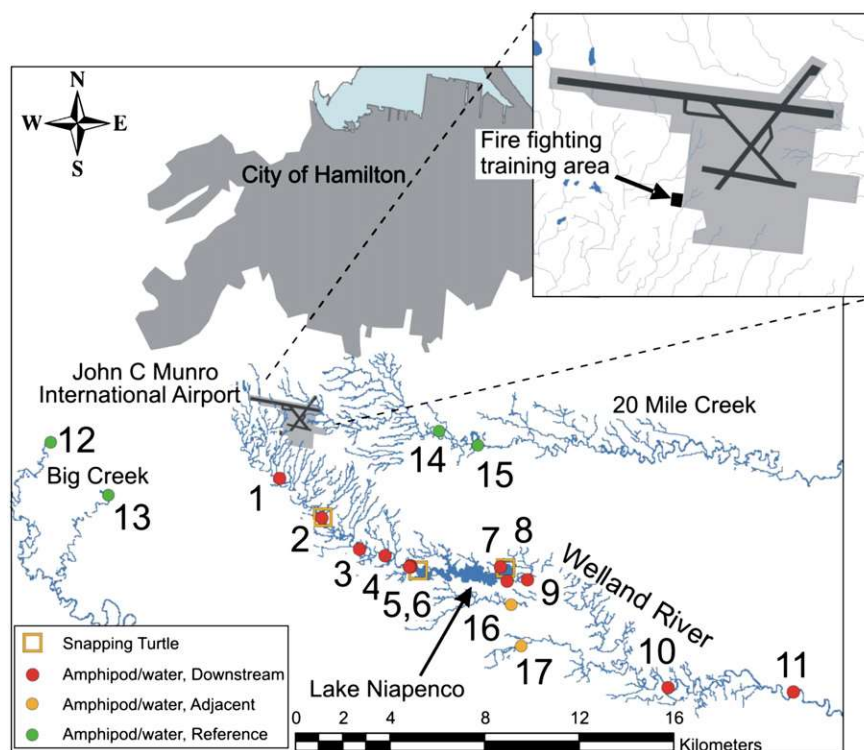 N
W
E
S
City of Hamilton
Fire fighting
training area
John C Munro
International Airport
20 Mile Creek
12
Big Creek
13
14
15
1
2
3
4
5,6
7
8
9
Welland River
16
17
10
11
Lake Niapenco
Snapping Turtle
Amphipod/water, Downstream
Amphipod/water, Adjacent
Amphipod/water, Reference
0 2 4 8 12 16
Kilometers